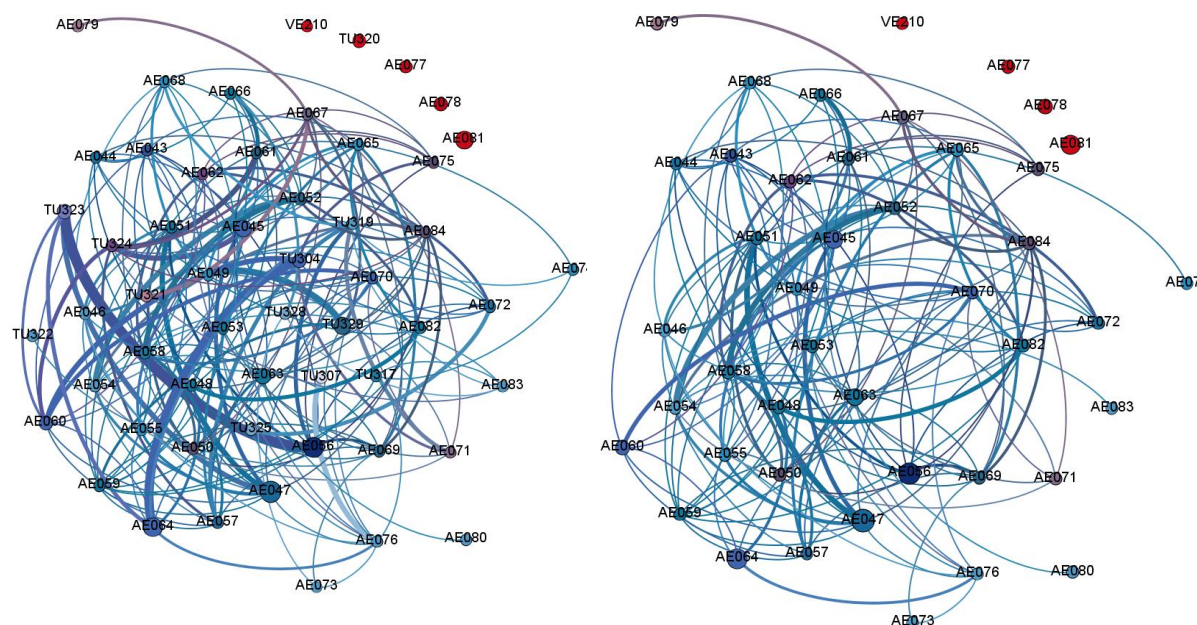 AE079
VE210
TU320
AE077
AE068
AE066
AE078
AE067
AE081
AE044
AE043
AE061
AE065
AE075
AE062
AE052
TU323
TU324
AE051
AE045
TU319
AE084
TU304
AE049
AE070
AE07
TU321
AE046
TU328
AE072
TU322
AE053
TU329
AE082
AE058
AE054
AE048
AE063
TU307
TU317
AE083
AE060
AE055
TU325
AE050
AE056
AE069
AE071
AE059
AE047
AE064
AE057
AE076
AE080
AE073
AE079
VE210
AE077
AE068
AE066
AE078
AE067
AE081
AE044
AE043
AE061
AE065
AE075
AE062
AE052
AE051
AE045
AE084
AE049
AE070
AE07
AE046
AE053
AE072
AE082
AE058
AE054
AE048
AE063
AE083
AE060
AE055
AE050
AE056
AE069
AE071
AE059
AE047
AE064
AE057
AE076
AE080
AE073